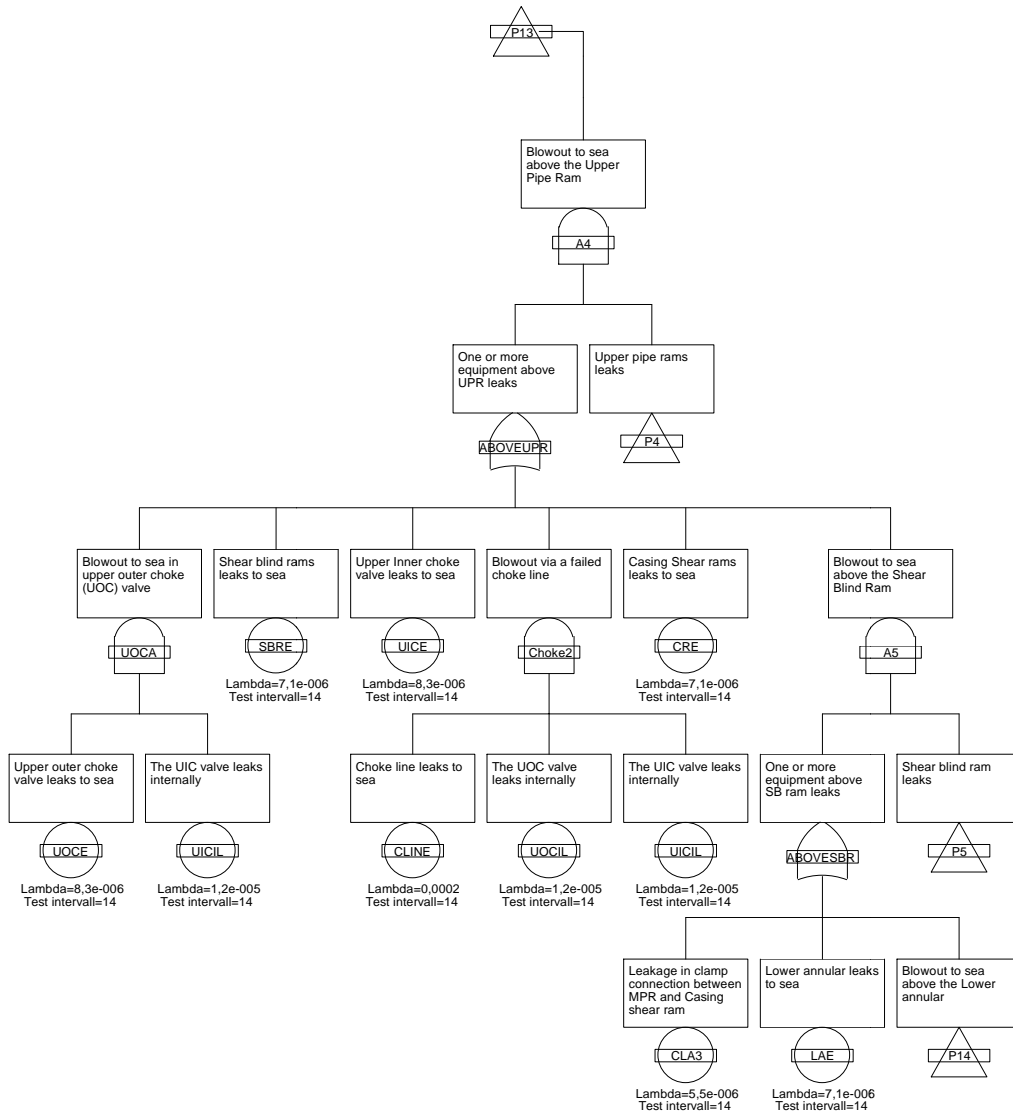 P13
Blowout to sea
above the Upper
Pipe Ram
A4
One or more
equipment above
UPR leaks
Upper pipe rams
leaks
ABOVEUPR
P4
Blowout to sea in
upper outer choke
(UOC) valve
Shear blind rams
leaks to sea
Upper Inner choke
valve leaks to sea
Blowout via a failed
choke line
Casing Shear rams
leaks to sea
Blowout to sea
above the Shear
Blind Ram
UOCA
SBRE
Lambda=7,1e-006
Test intervall=14
UICE
Lambda=8,3e-006
Test intervall=14
Choke2
CRE
Lambda=7,1e-006
Test intervall=14
A5
Upper outer choke
valve leaks to sea
The UIC valve leaks
internally
Choke line leaks to
sea
The UOC valve
leaks internally
The UIC valve leaks
internally
One or more
equipment above
SB ram leaks
Shear blind ram
leaks
UOCE
Lambda=8,3e-006
Test intervall=14
UICIL
Lambda=1,2e-005
Test intervall=14
CLINE
Lambda=0,0002
Test intervall=14
UOCIL
Lambda=1,2e-005
Test intervall=14
UICIL
Lambda=1,2e-005
Test intervall=14
ABOVESBR
P5
Leakage in clamp
connection between
MPR and Casing
shear ram
Lower annular leaks
to sea
Blowout to sea
above the Lower
annular
CLA3
Lambda=5,5e-006
Test intervall=14
LAE
Lambda=7,1e-006
Test intervall=14
P14